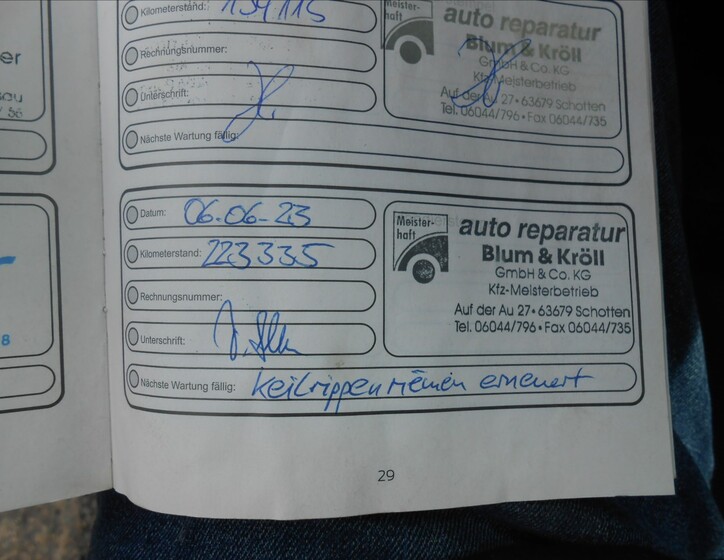 Kilometerstand: 134115
Rechnungsnummer:
Unterschrift:
Nächste Wartung fällig:
Meister-
haft
auto reparatur
Blum & Kröll
GmbH & Co. KG
Kfz-Meisterbetrieb
Auf der Au 27 • 63679 Schotten
Tel. 06044/796 • Fax 06044/735
Datum: 06.06-23
Kilometerstand: 223335
Rechnungsnummer:
Unterschrift:
Nächste Wartung fällig: Keilrippenriemen erneuert
Meister-
haft
auto reparatur
Blum & Kröll
GmbH & Co. KG
Kfz-Meisterbetrieb
Auf der Au 27 • 63679 Schotten
Tel. 06044/796 • Fax 06044/735
29
8